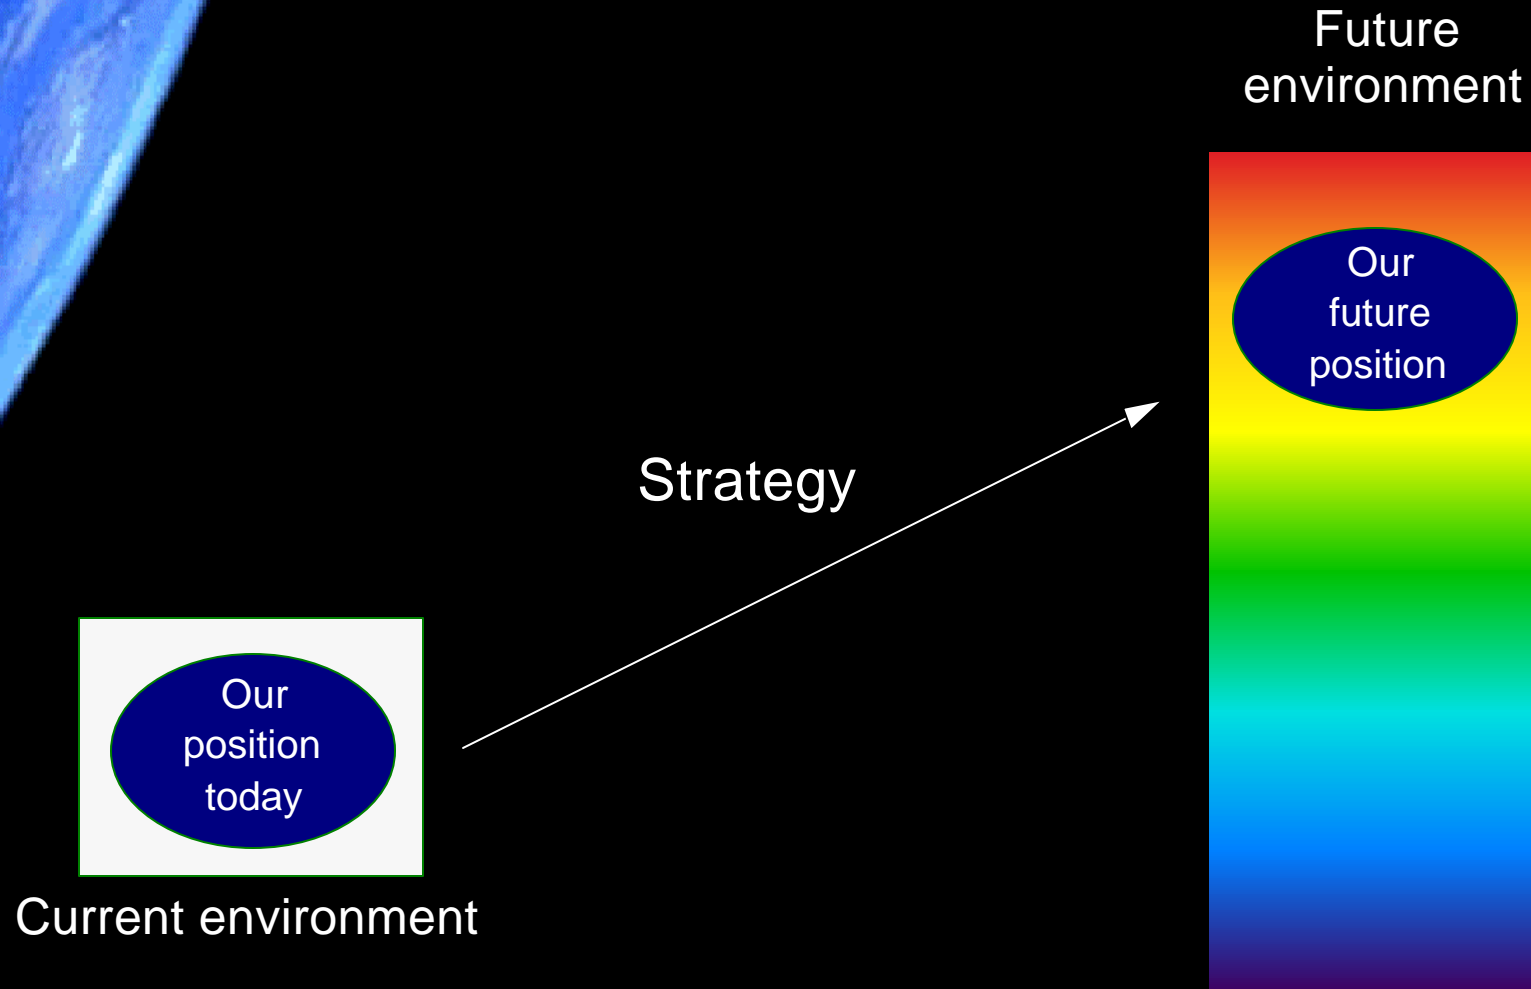 Future
environment
Our
future
position
Strategy
Our
position
today
Current environment